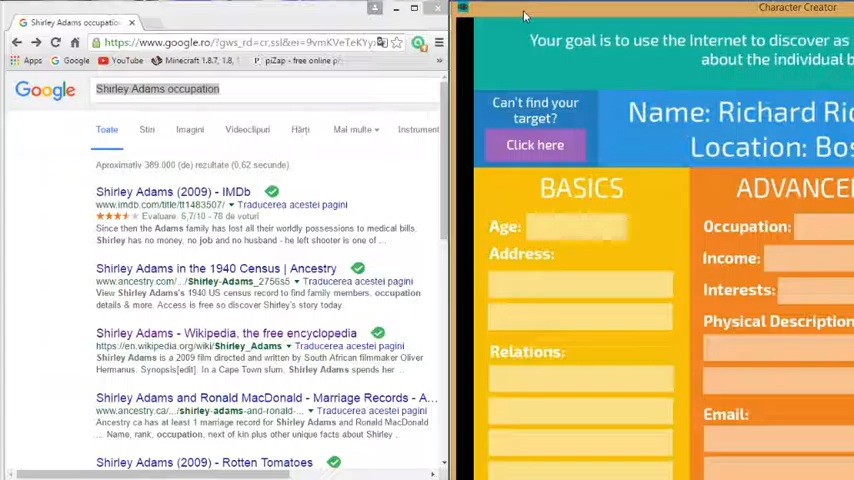 Shirley Adams occupation
https://www.google.ro/?gws_rd=cr,ssl&ei=9vmKVeTeKYy
Apps
Google
YouTube
Minecraft 1.8.7, 1.8,
piZap - free online
Google
Shirley Adams occupation
Toate
Știri
Imagini
Videoclipuri
Hărți
Mai multe
Instrument
Aproximativ 389.000 (de) rezultate (0,62 secunde)
Shirley Adams (2009) - IMDb
www.imdb.com/title/tt1483507/ Traducerea acestei pagini
Evaluare: 6,7/10 - 78 de voturi
Since then the Adams family has lost all their worldly possessions to medical bills.
Shirley has no money, no job and no husband - he left shooter is one of ...
Shirley Adams in the 1940 Census | Ancestry
www.ancestry.com/.../Shirley-Adams_2756s5 Traducerea acestei pagini
View Shirley Adams's 1940 US census record to find family members, occupation
details & more. Access is free so discover Shirley's story today.
Shirley Adams - Wikipedia, the free encyclopedia
https://en.wikipedia.org/wiki/Shirley_Adams Traducerea acestei pagini
Shirley Adams is a 2009 film directed and written by South African filmmaker Oliver
Hermanus. Synopsis[edit]. In a Cape Town slum, Shirley Adams spends her ...
Shirley Adams and Ronald MacDonald - Marriage Records - A...
www.ancestry.ca/.../shirley-adams-and-ronald-... Traducerea acestei pagini
Ancestry ca has at least 1 marriage record for Shirley Adams and Ronald MacDonald
- Name, rank, occupation, next of kin plus other unique facts about Shirley ..
Shirley Adams (2009) - Rotten Tomatoes
Character Creator
Your goal is to use the Internet to discover as
about the individual b
Can't find your
target?
Click here
Name: Richard Ri
Location: Bos
BASICS
Age:
Address:
Relations:
ADVANCE
Occupation:
Income:
Interests:
Physical Description
Email: